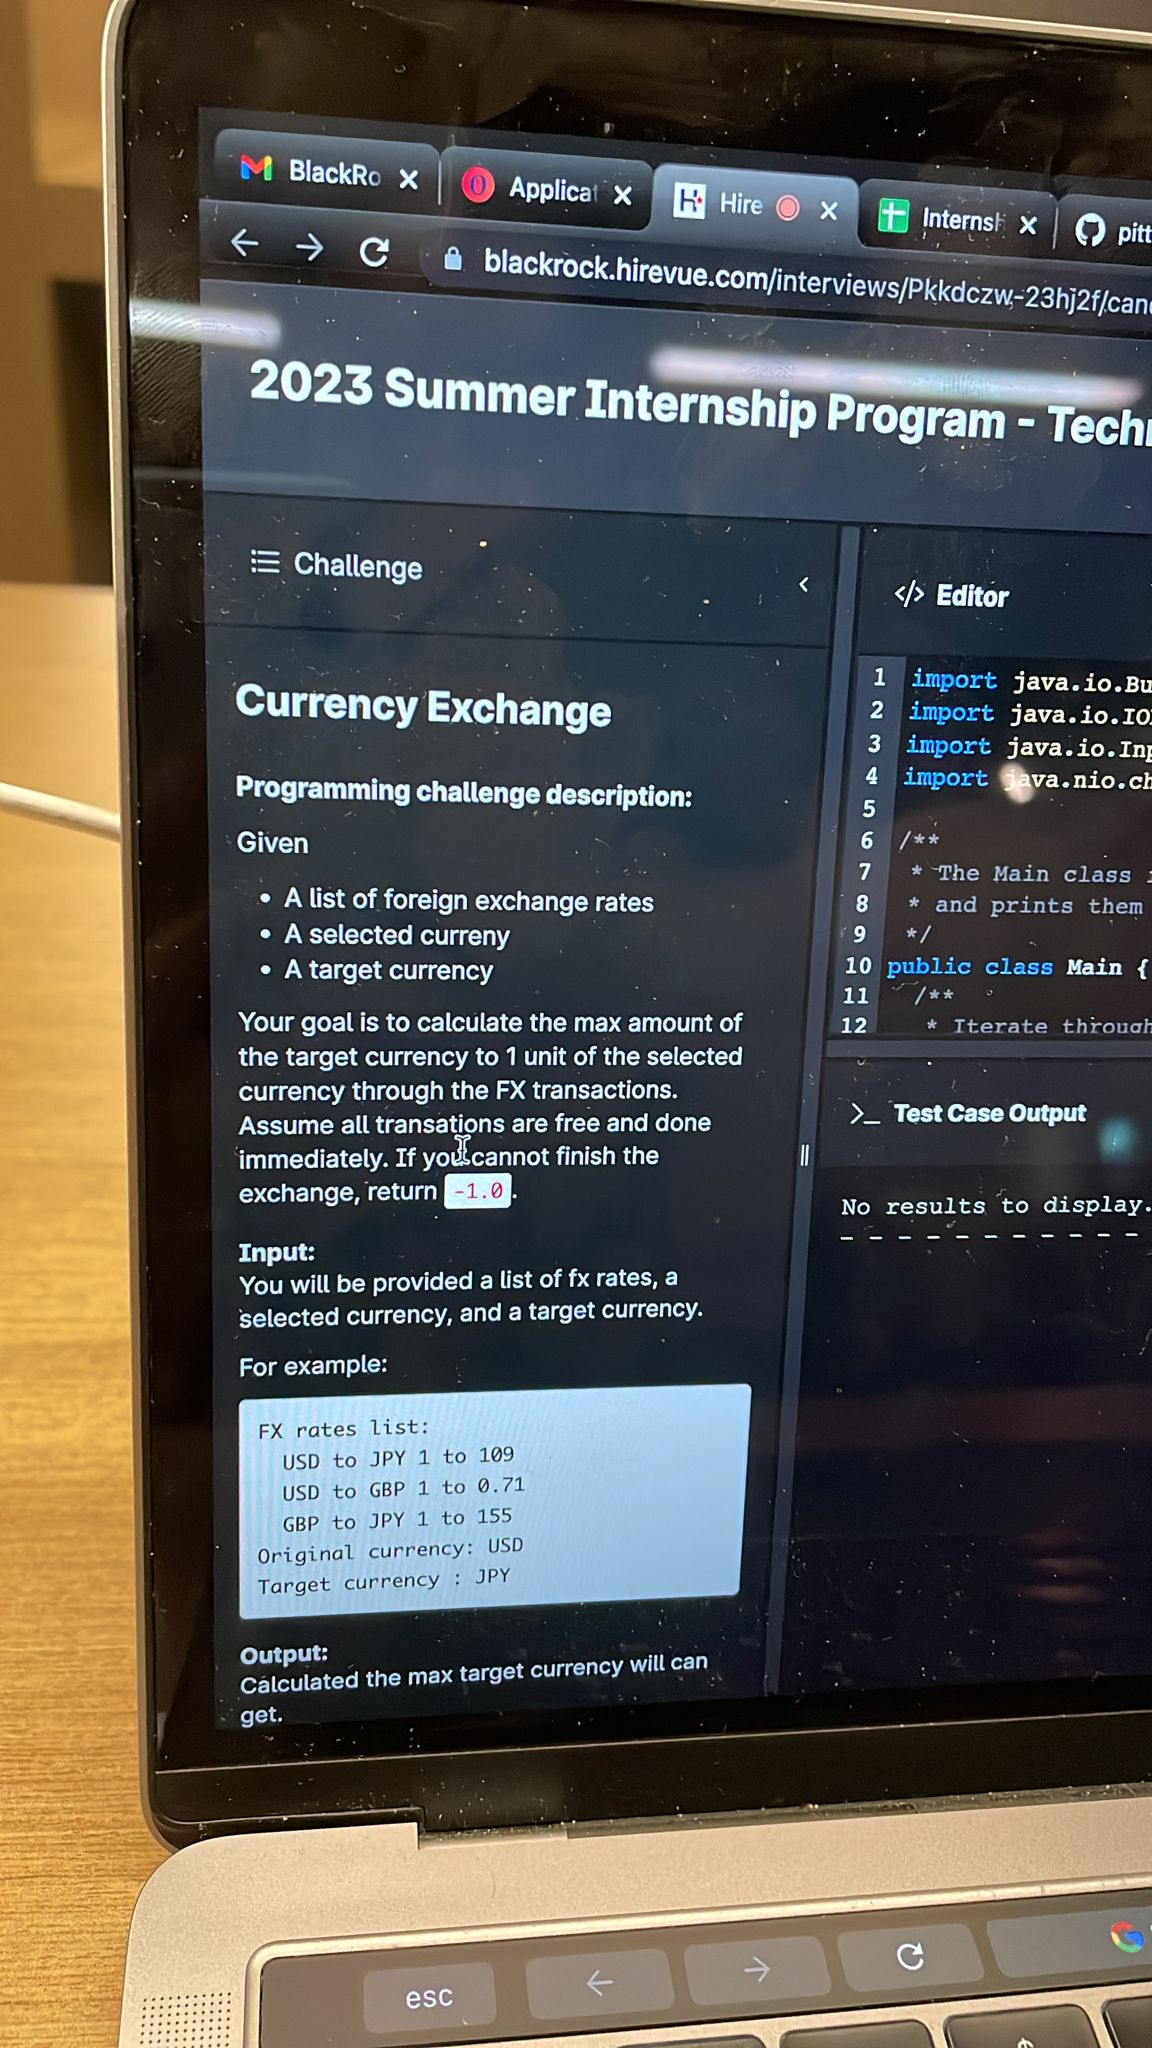 BlackRo
Applicat
Hire
Internsh
pitt
blackrock.hirevue.com/interviews/Pkkdczw-23hj2f/can
2023 Summer Internship Program - Techn
Challenge
</> Editor
Currency Exchange
Programming challenge description:
Given
• A list of foreign exchange rates
• A selected curreny
• A target currency
Your goal is to calculate the max amount of
the target currency to 1 unit of the selected
currency through the FX transactions.
Assume all transations are free and done
immediately. If you cannot finish the
exchange, return -1.0.
Input:
You will be provided a list of fx rates, a
selected currency, and a target currency.
For example:
FX rates list:
USD to JPY 1 to 109
USD to GBP 1 to 0.71
GBP to JPY 1 to 155
Original currency: USD
Target currency : JPY
Output:
Calculated the max target currency will can
get.
1 import java.io.Bu
2 import java.io.IO
3 import java.io.Inp
4 import java.nio.ch
5
6 /**
7 * The Main class i
8 * and prints them
9 */
10 public class Main {
11 /**
12 * Iterate through
>_ Test Case Output
No results to display.
- - - - - - - - - - -
esc